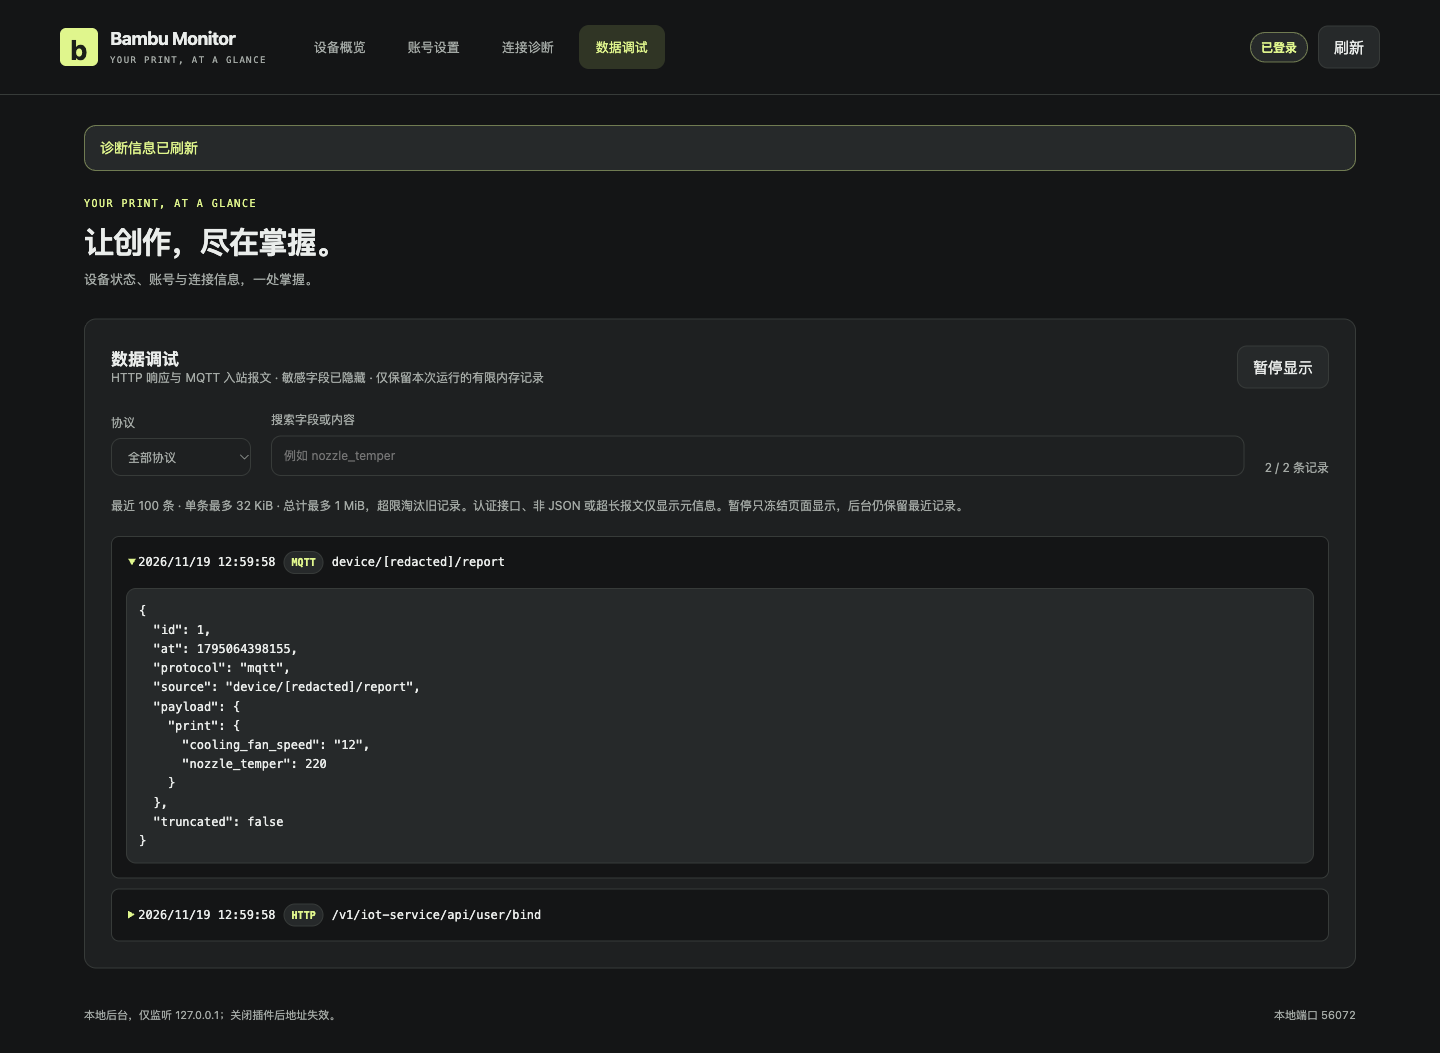 b
Bambu Monitor
YOUR PRINT, AT A GLANCE
设备概览
账号设置
连接诊断
数据调试
已登录
刷新
诊断信息已刷新
YOUR PRINT, AT A GLANCE
让创作，尽在掌握。
设备状态、账号与连接信息，一处掌握。
数据调试
HTTP 响应与 MQTT 入站报文 · 敏感字段已隐藏 · 仅保留本次运行的有限内存记录
暂停显示
协议
全部协议
搜索字段或内容
例如 nozzle_temper
2 / 2 条记录
最近 100 条 · 单条最多 32 KiB · 总计最多 1 MiB，超限淘汰旧记录。认证接口、非 JSON 或超长报文仅显示元信息。暂停只冻结页面显示，后台仍保留最近记录。
2026/11/19 12:59:58 MQTT device/[redacted]/report
{
"id": 1,
"at": 1795064398155,
"protocol": "mqtt",
"source": "device/[redacted]/report",
"payload": {
"print": {
"cooling_fan_speed": "12",
"nozzle_temper": 220
}
},
"truncated": false
}
2026/11/19 12:59:58 HTTP /v1/iot-service/api/user/bind
本地后台，仅监听 127.0.0.1；关闭插件后地址失效。
本地端口 56072